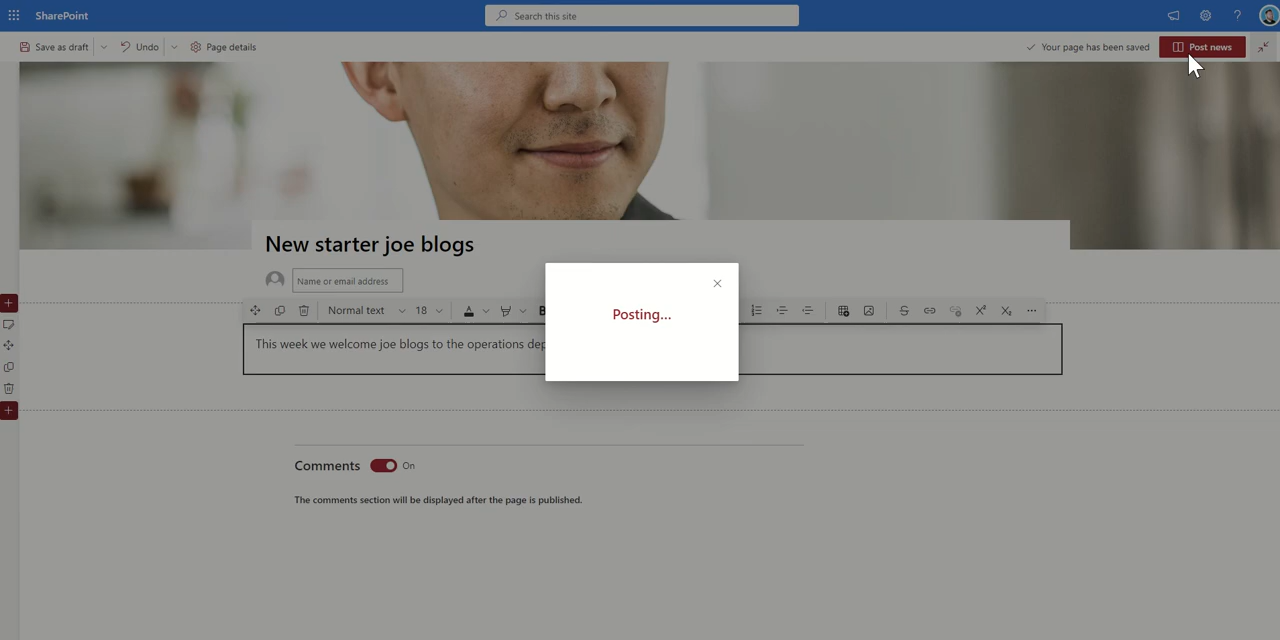 SharePoint
Search this site
?
Save as draft
Undo
Page details
Your page has been saved
Post news
New starter joe blogs
Name or email address
Normal text
18
B
This week we welcome joe blogs to the operations
Posting...
Comments
On
The comments section will be displayed after the page is published.